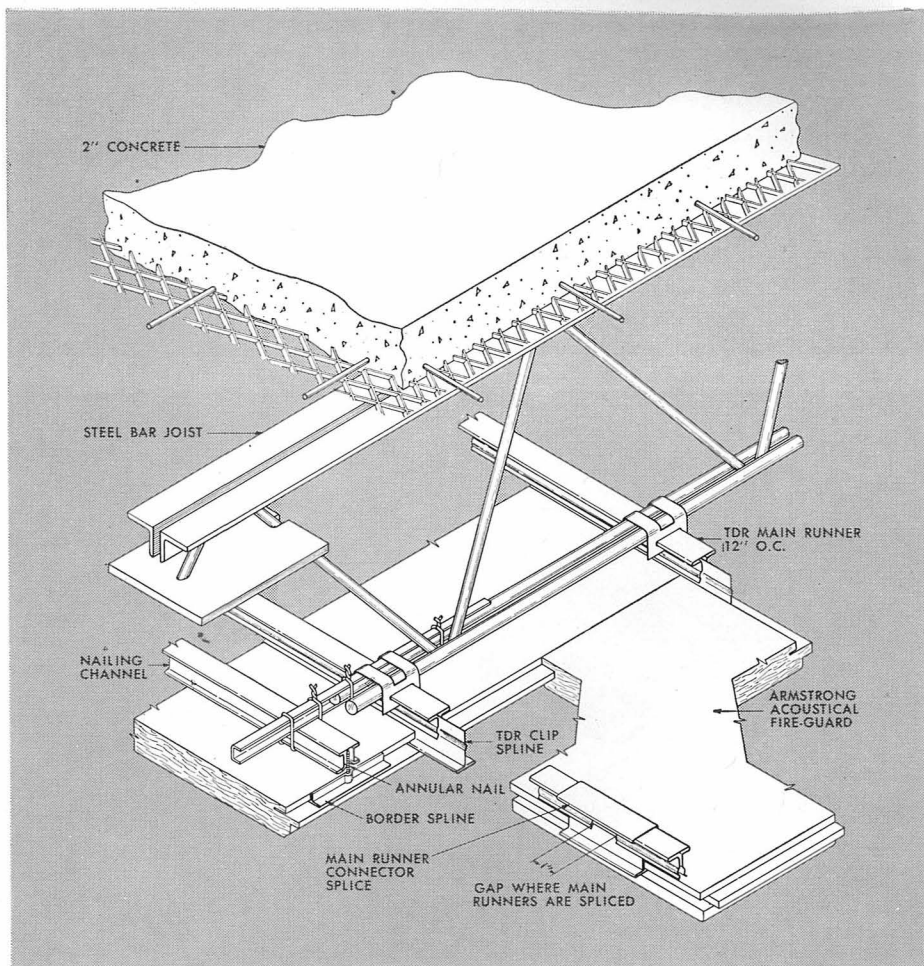 2" CONCRETE
STEEL BAR JOIST
TDR MAIN RUNNER
12" O.C.
NAILING
CHANNEL
ARMSTRONG
ACOUSTICAL
FIRE-GUARD
TDR CLIP
SPLINE
ANNULAR NAIL
BORDER SPLINE
MAIN RUNNER
CONNECTOR
SPLICE
GAP WHERE MAIN
RUNNERS ARE SPLICED